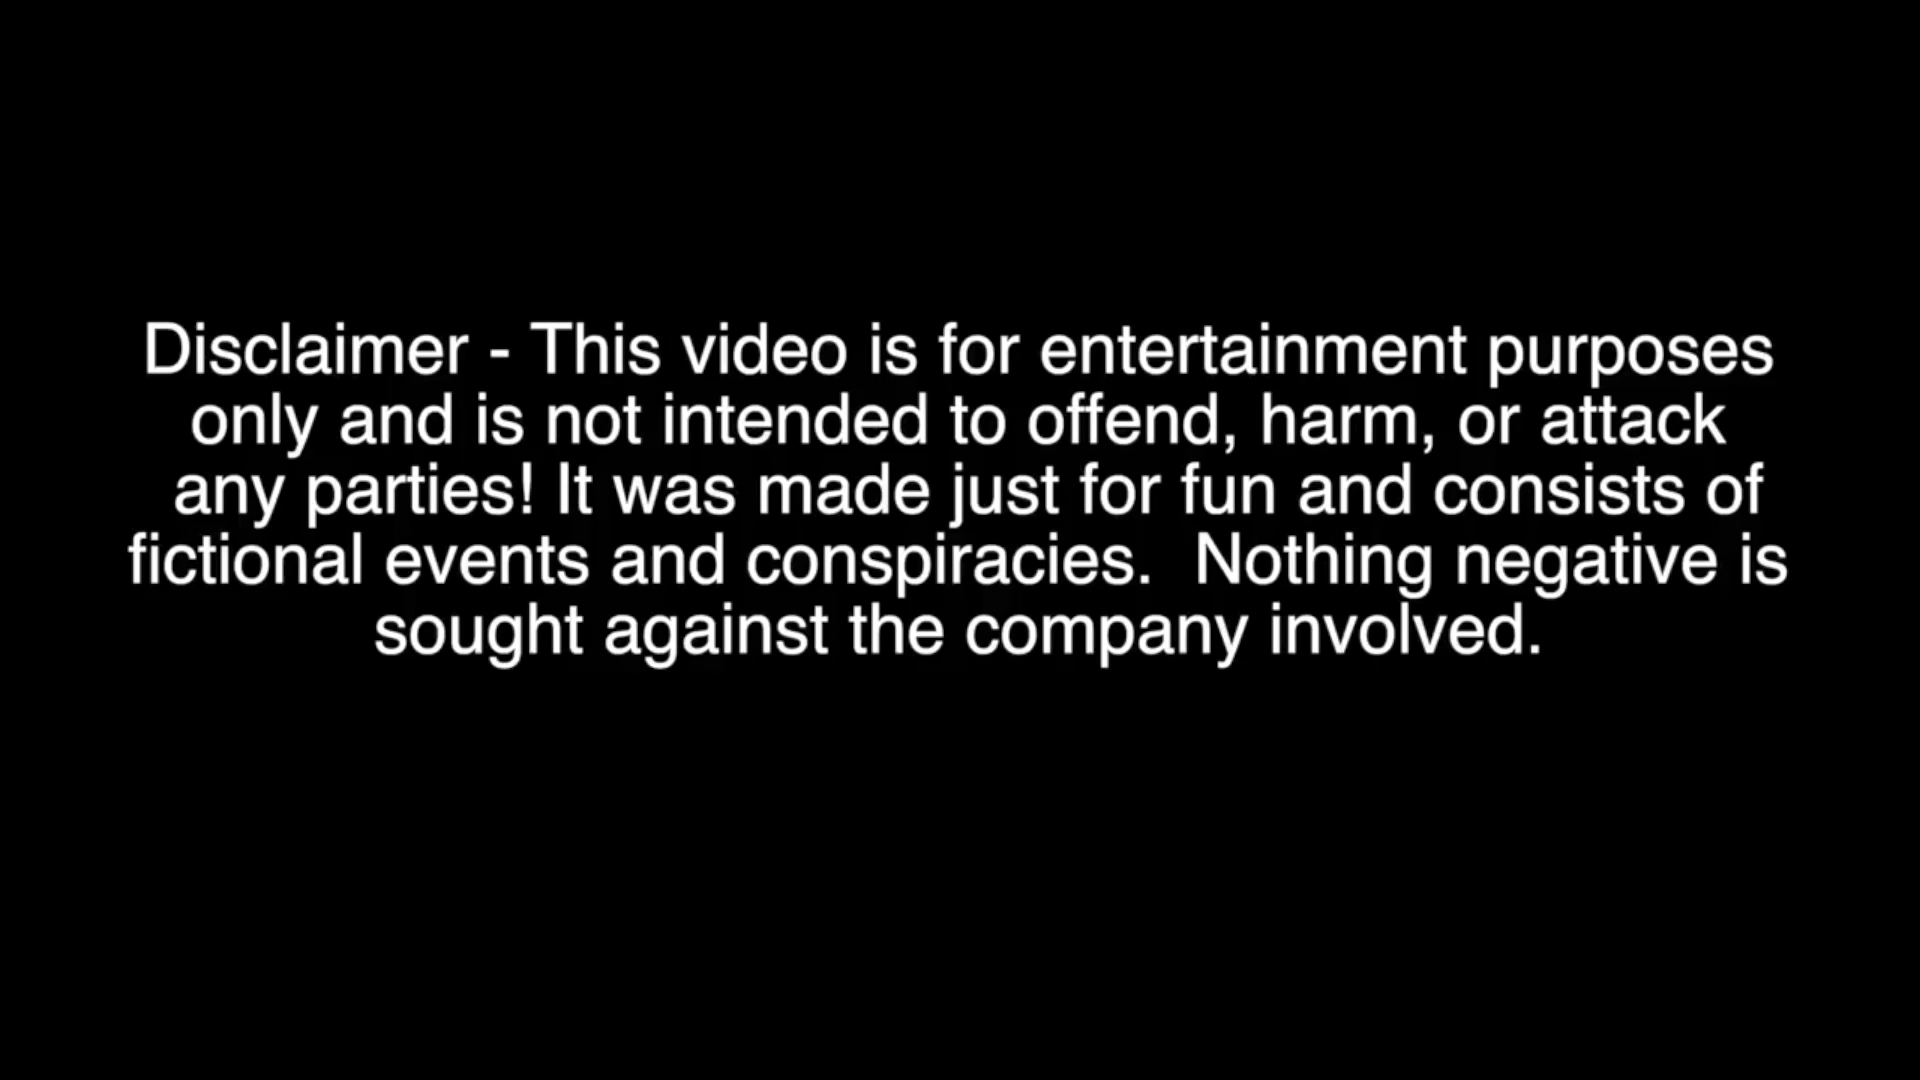 Disclaimer - This video is for entertainment purposes
only and is not intended to offend, harm, or attack
any parties! It was made just for fun and consists of
fictional events and conspiracies.  Nothing negative is
sought against the company involved.